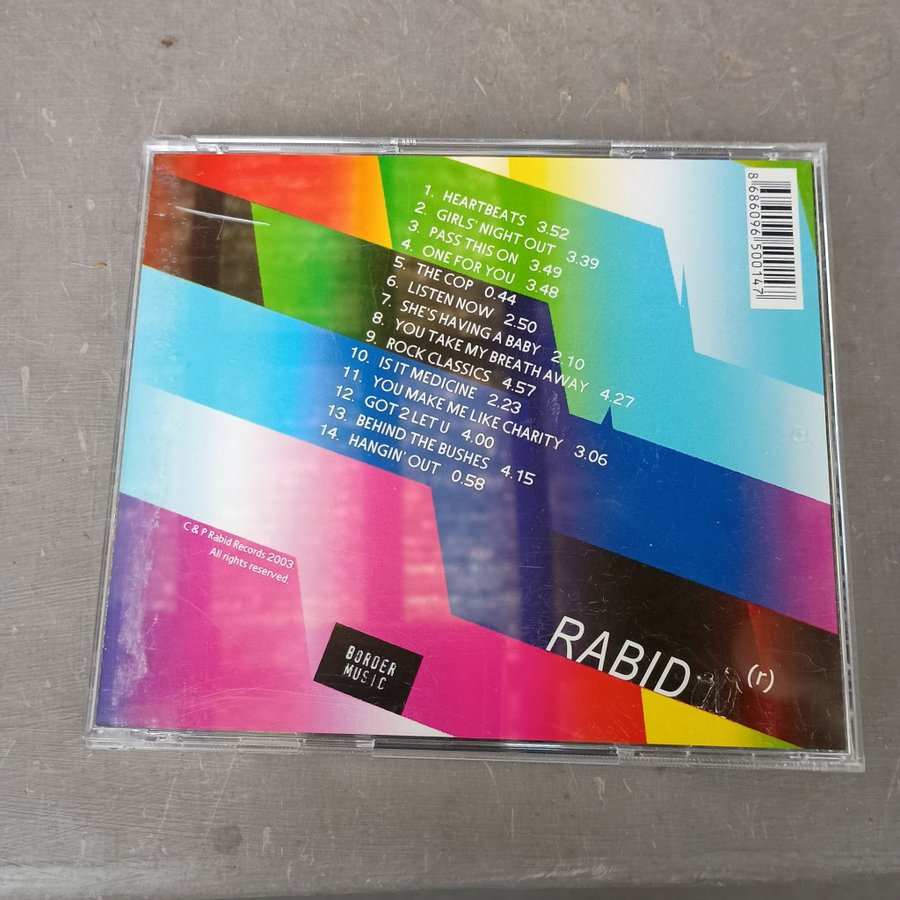 1. HEARTBEATS 3.52
2. GIRLS' NIGHT OUT 3.39
3. PASS THIS ON 3.49
4. ONE FOR YOU 3.48
5. THE COP 0.44
6. LISTEN NOW 2.50
7. SHE'S HAVING A BABY 2.10
8. YOU TAKE MY BREATH AWAY 4.27
9. ROCK CLASSICS 4.57
10. IS IT MEDICINE 2.23
11. YOU MAKE ME LIKE CHARITY 3.06
12. GOT 2 LET U 4.00
13. BEHIND THE BUSHES 4.15
14. HANGIN' OUT 0.58
8686096500147
C & P Rabid Records 2003
All rights reserved.
BORDER
MUSIC
RABID (r)